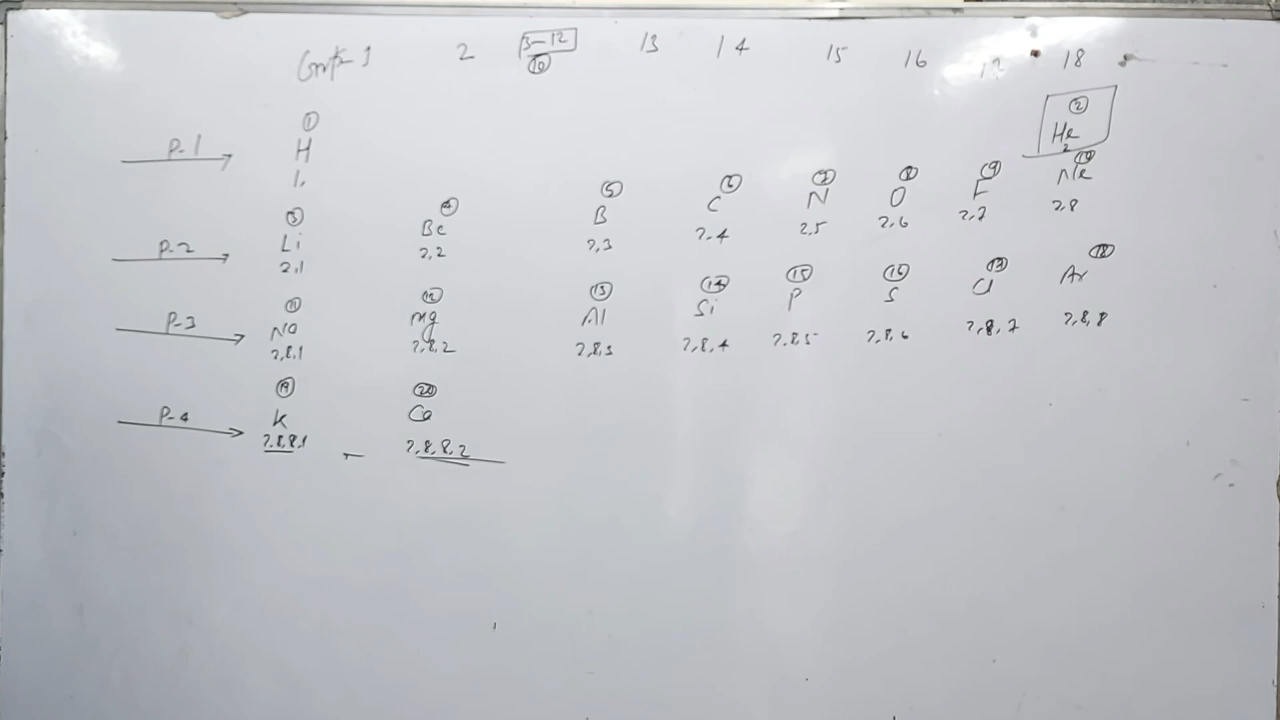 Group-1 2 3-12 13 14 15 16 17 18
10
1 2
P-1 H He
1. 2
3 4 5 6 7 8 9 10
P-2 Li Be B C N O F Ne
2,1 2,2 2,3 2,4 2,5 2,6 2,7 2,8
11 12 13 14 15 16 17 18
P-3 Na Mg Al Si P S Cl Ar
2,8,1 2,8,2 2,8,3 2,8,4 2,8,5 2,8,6 2,8,7 2,8,8
19 20
P-4 K Ca
2,8,8,1 2,8,8,2